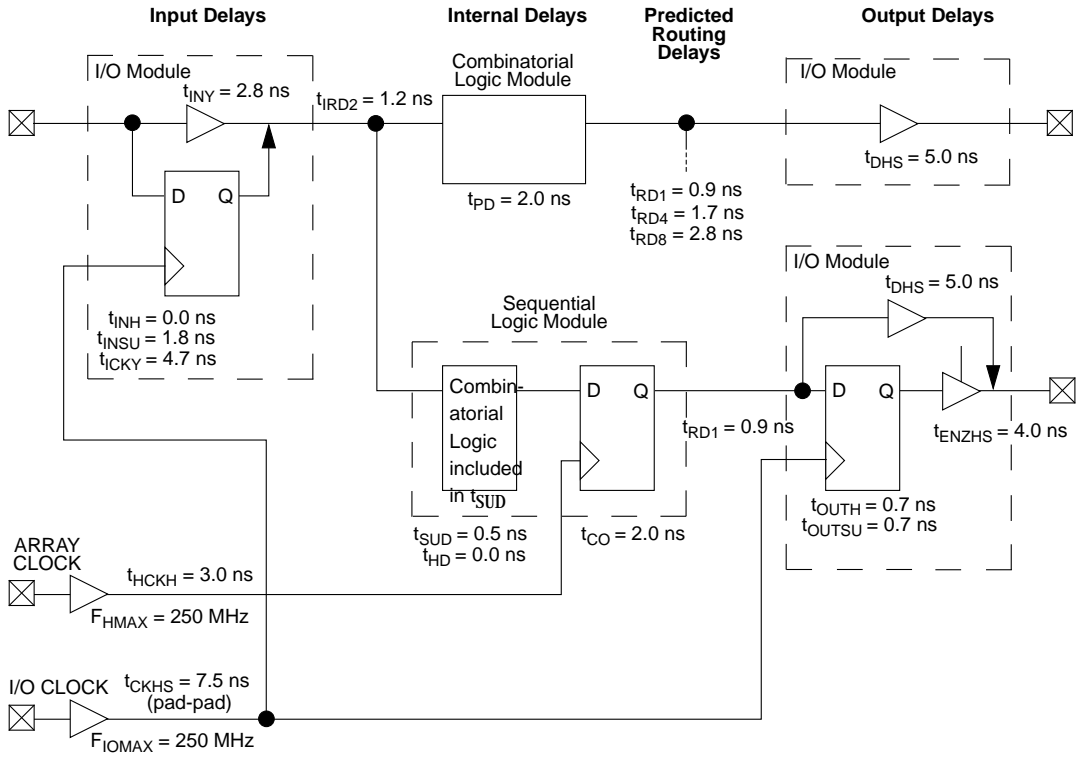 Input Delays
Internal Delays
Predicted
Routing
Delays
Output Delays
I/O Module
tINY = 2.8 ns
tIRD2 = 1.2 ns
Combinatorial
Logic Module
I/O Module
D
Q
tPD = 2.0 ns
tRD1 = 0.9 ns
tRD4 = 1.7 ns
tRD8 = 2.8 ns
tDHS = 5.0 ns
tINH = 0.0 ns
tINSU = 1.8 ns
tICKY = 4.7 ns
Sequential
Logic Module
I/O Module
tDHS = 5.0 ns
Combin-
atorial
Logic
included
in tSUD
D
Q
tRD1 = 0.9 ns
D
Q
tENZHS = 4.0 ns
tSUD = 0.5 ns
tHD = 0.0 ns
tCO = 2.0 ns
tOUTH = 0.7 ns
tOUTSU = 0.7 ns
ARRAY
CLOCK
tHCKH = 3.0 ns
FHMAX = 250 MHz
I/O CLOCK
tCKHS = 7.5 ns
(pad-pad)
FIOMAX = 250 MHz